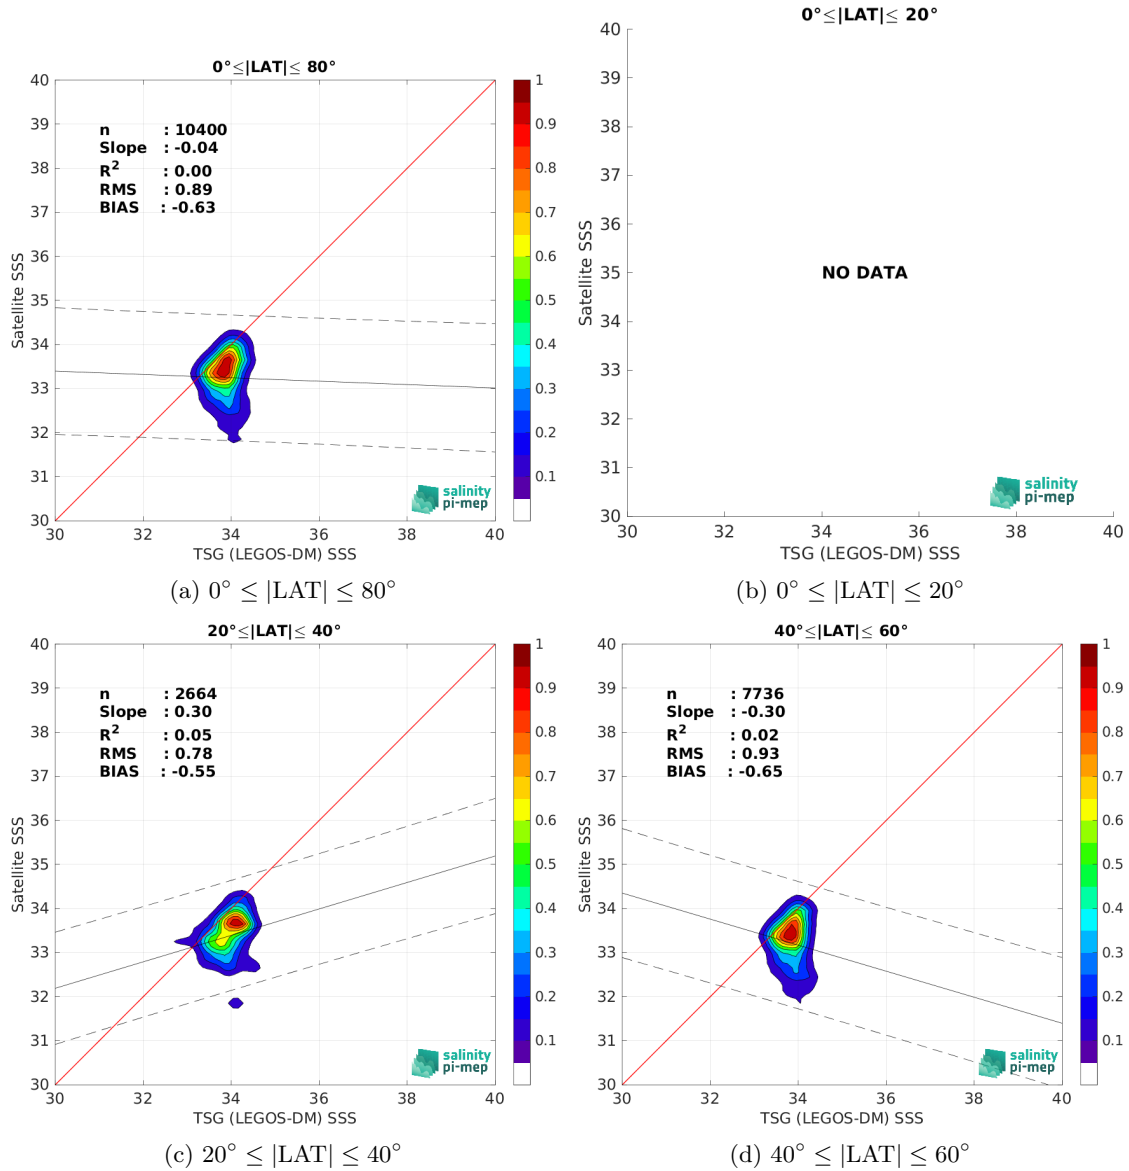 0°≤|LAT|≤ 80°
n : 10400
Slope : -0.04
R² : 0.00
RMS : 0.89
BIAS : -0.63
40
39
38
37
36
35
34
33
32
31
30
Satellite SSS
30 32 34 36 38 40
TSG (LEGOS-DM) SSS
1
0.9
0.8
0.7
0.6
0.5
0.4
0.3
0.2
0.1
salinity
pi-mep
(a) 0° ≤ |LAT| ≤ 80°
0°≤|LAT|≤ 20°
40
39
38
37
36
35
34
33
32
31
30
Satellite SSS
NO DATA
30 32 34 36 38 40
TSG (LEGOS-DM) SSS
salinity
pi-mep
(b) 0° ≤ |LAT| ≤ 20°
20°≤|LAT|≤ 40°
n : 2664
Slope : 0.30
R² : 0.05
RMS : 0.78
BIAS : -0.55
40
39
38
37
36
35
34
33
32
31
30
Satellite SSS
30 32 34 36 38 40
TSG (LEGOS-DM) SSS
1
0.9
0.8
0.7
0.6
0.5
0.4
0.3
0.2
0.1
salinity
pi-mep
(c) 20° ≤ |LAT| ≤ 40°
40°≤|LAT|≤ 60°
n : 7736
Slope : -0.30
R² : 0.02
RMS : 0.93
BIAS : -0.65
40
39
38
37
36
35
34
33
32
31
30
Satellite SSS
30 32 34 36 38 40
TSG (LEGOS-DM) SSS
1
0.9
0.8
0.7
0.6
0.5
0.4
0.3
0.2
0.1
salinity
pi-mep
(d) 40° ≤ |LAT| ≤ 60°